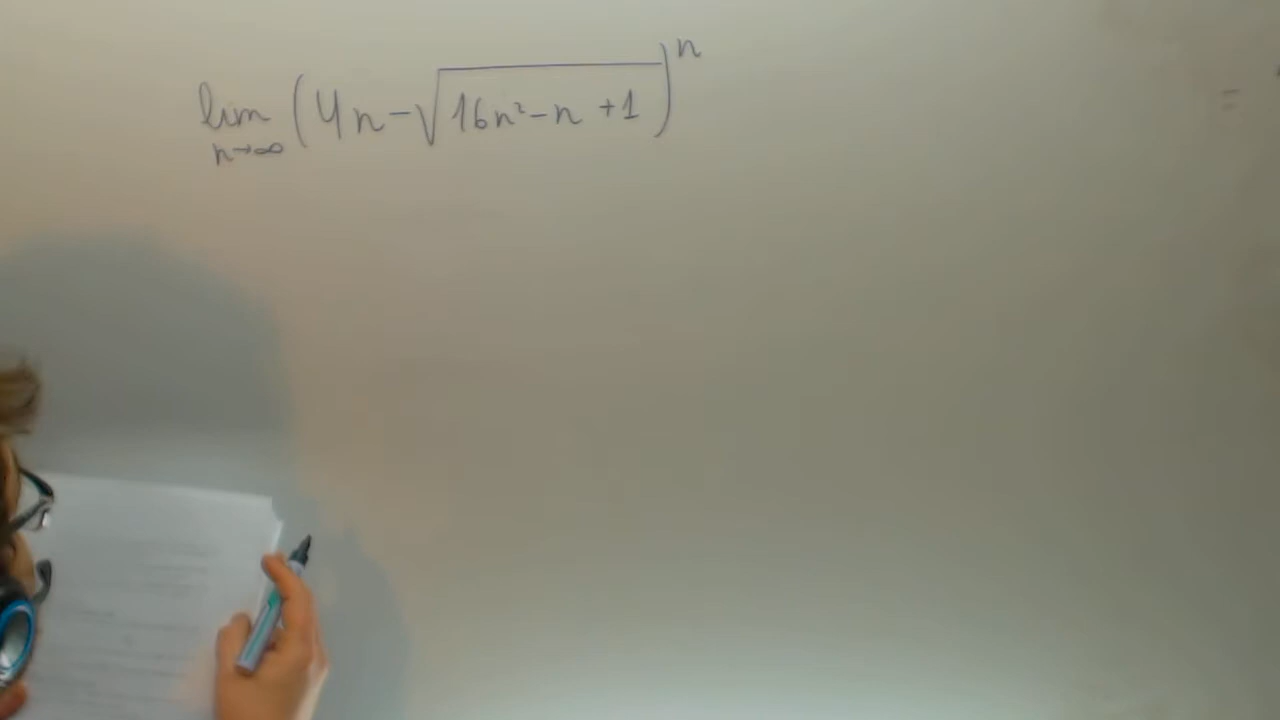 lim n→∞ (4n-√(16n²-n+1))ⁿ